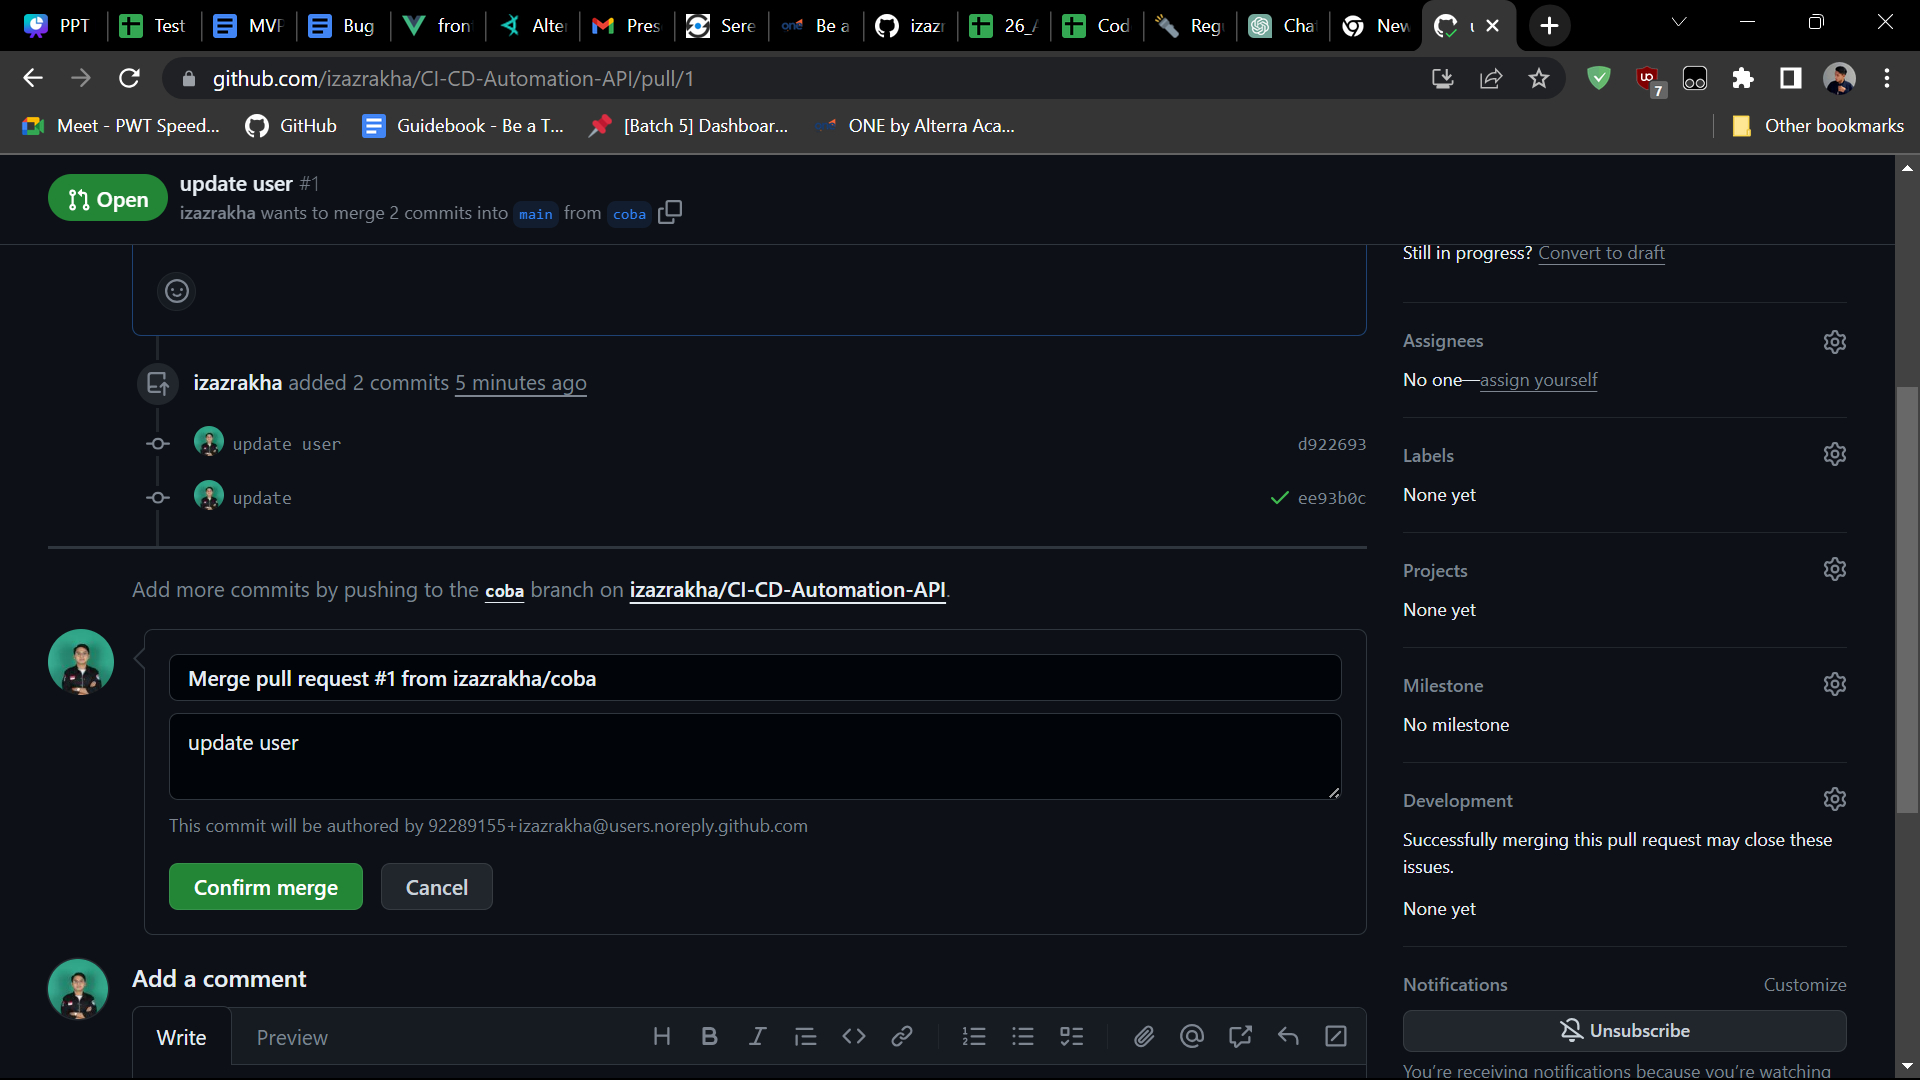 PPT
Test
MVP
Bug
fron
Alte
Pres
Sere
one
Be a
izazr
26_
Cod
Regu
Cha
New
github.com/izazrakha/CI-CD-Automation-API/pull/1
7
Meet - PWT Speed...
GitHub
Guidebook - Be a T...
[Batch 5] Dashboar...
ONE by Alterra Aca...
Other bookmarks
Open
update user #1
izazrakha wants to merge 2 commits into main from coba
Still in progress? Convert to draft
Assignees
No one—assign yourself
izazrakha added 2 commits 5 minutes ago
update user
d922693
Labels
None yet
update
ee93b0c
Projects
None yet
Add more commits by pushing to the coba branch on izazrakha/CI-CD-Automation-API.
Merge pull request #1 from izazrakha/coba
Milestone
No milestone
update user
This commit will be authored by 92289155+izazrakha@users.noreply.github.com
Confirm merge
Cancel
Development
Successfully merging this pull request may close these
issues.
None yet
Add a comment
Notifications
Customize
Write
Preview
Unsubscribe
You're receiving notifications because you're watching